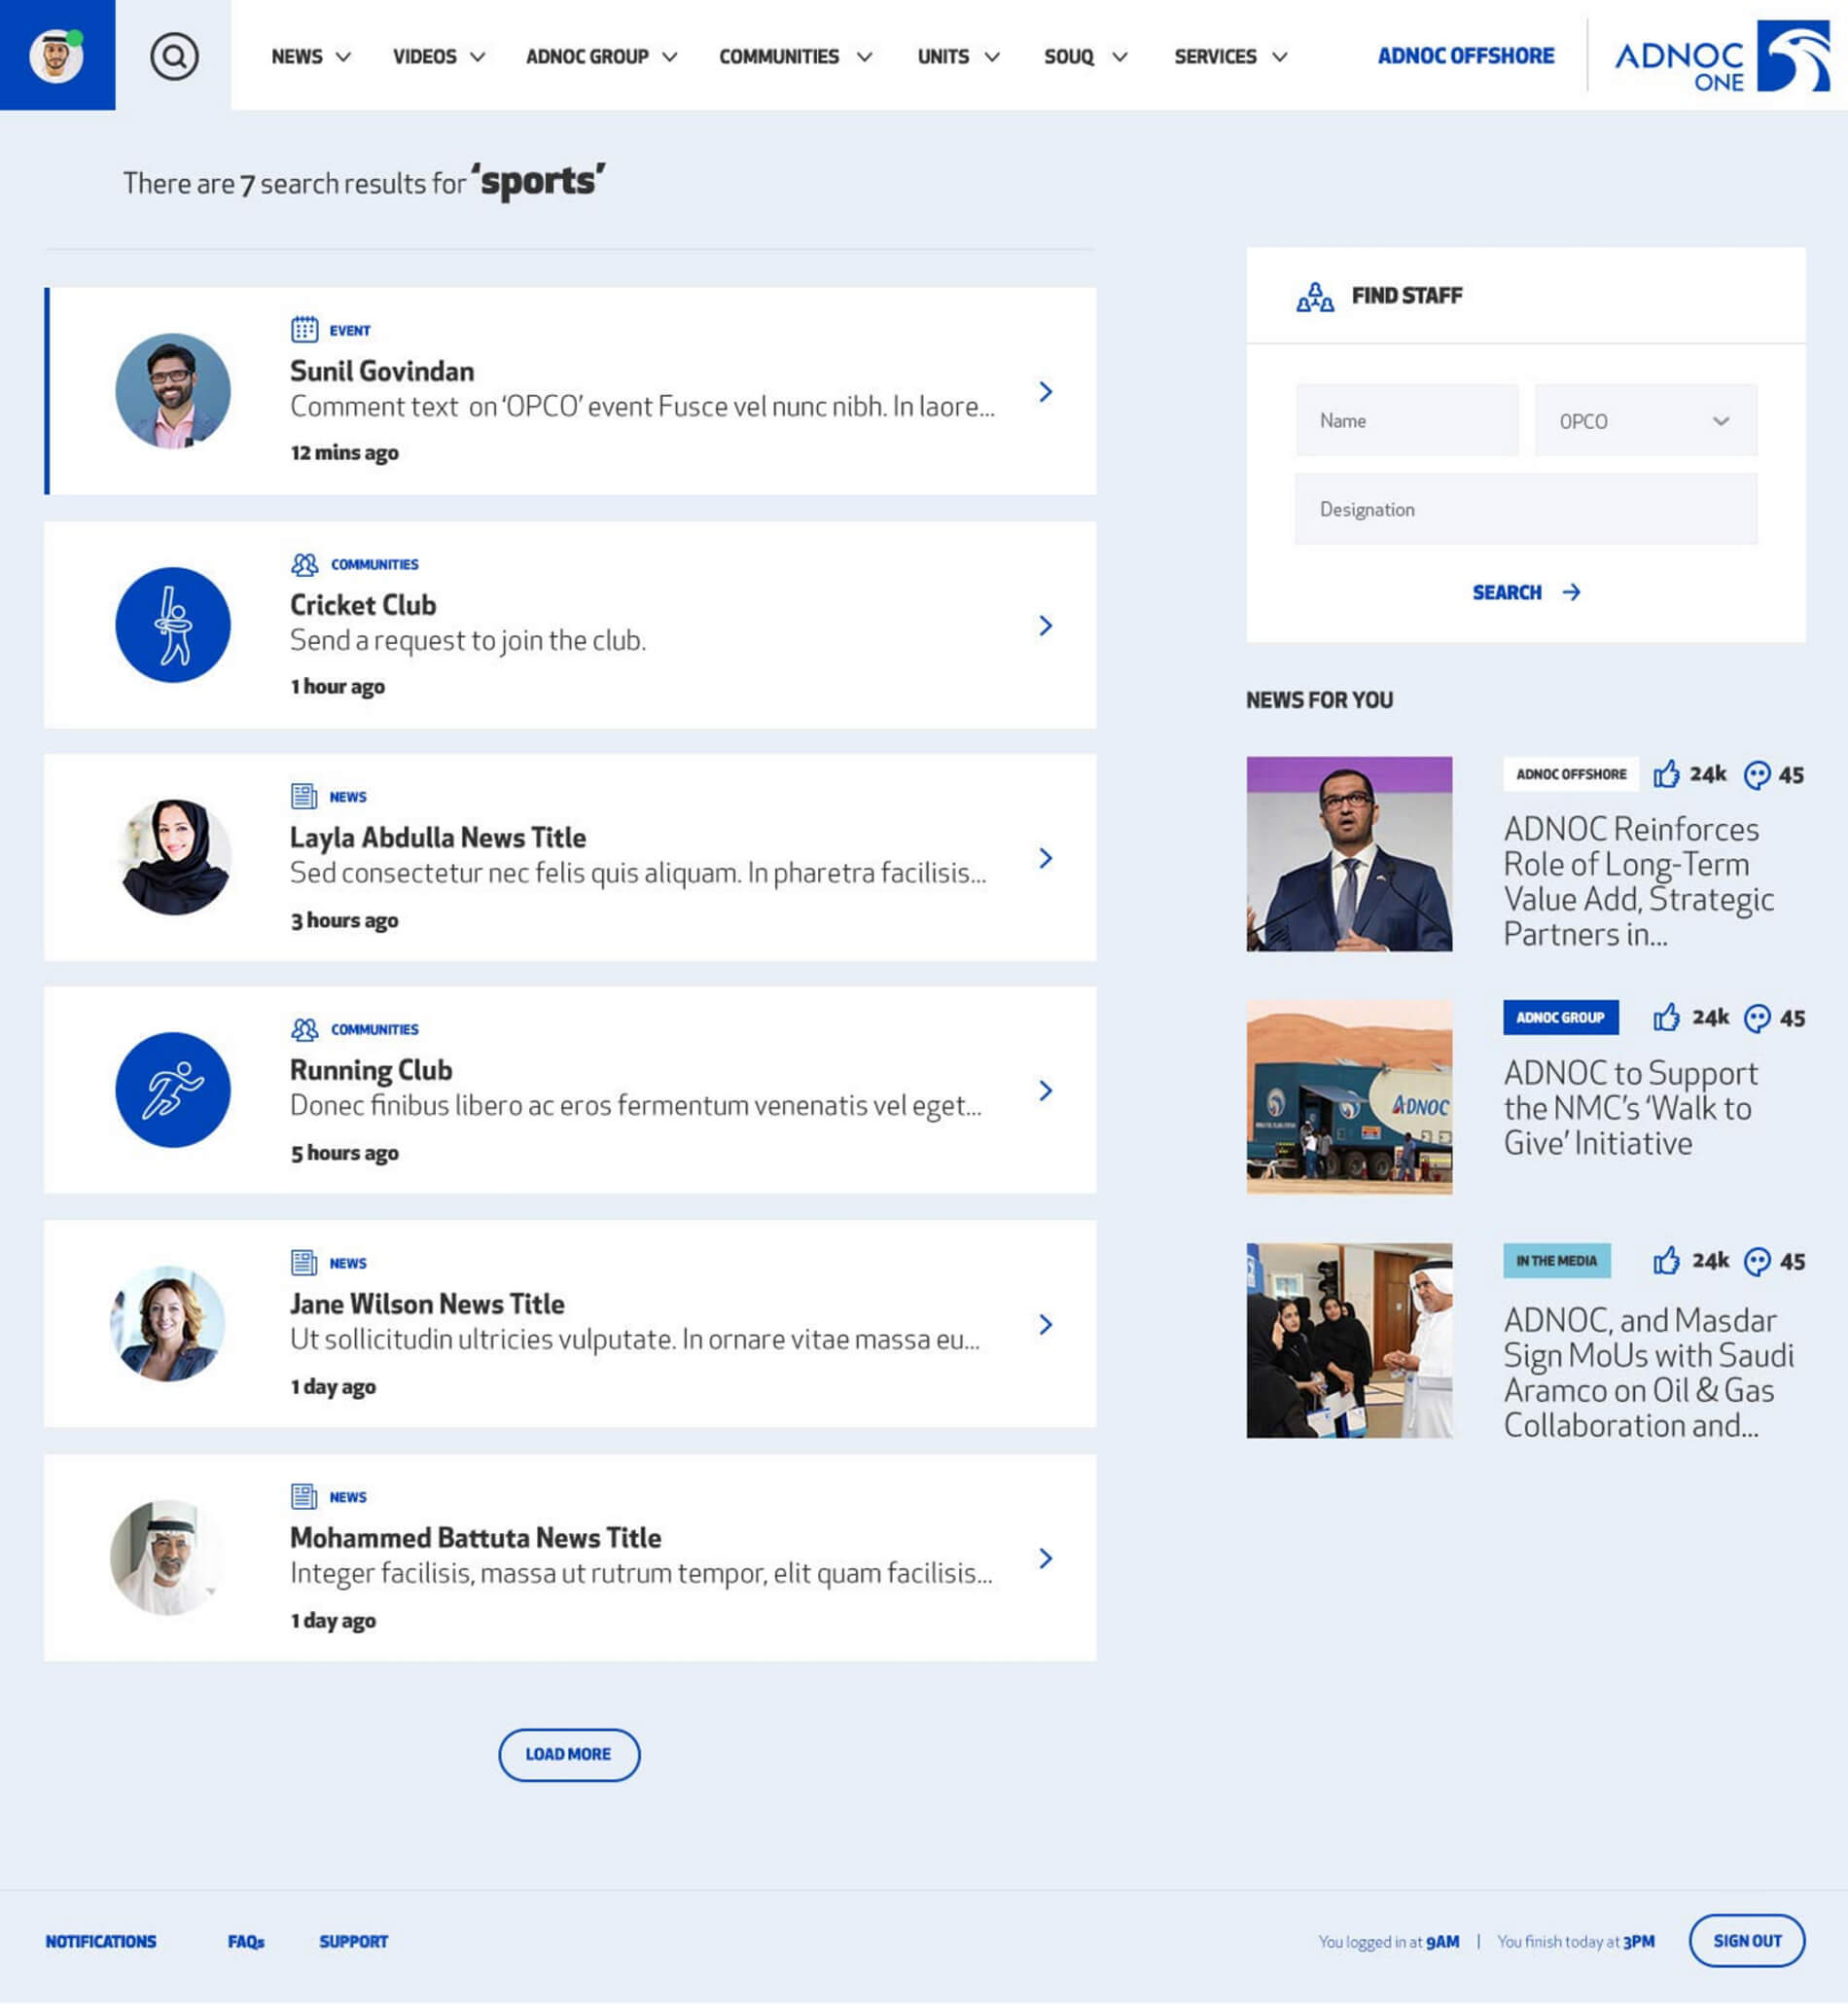 NEWS
VIDEOS
ADNOC GROUP
COMMUNITIES
UNITS
SOUQ
SERVICES
ADNOC OFFSHORE
ADNOC
ONE
There are 7 search results for ‘sports’
EVENT
Sunil Govindan
Comment text on ‘OPCO’ event Fusce vel nunc nibh. In laore...
12 mins ago
COMMUNITIES
Cricket Club
Send a request to join the club.
1 hour ago
NEWS
Layla Abdulla News Title
Sed consectetur nec felis quis aliquam. In pharetra facilisis...
3 hours ago
COMMUNITIES
Running Club
Donec finibus libero ac eros fermentum venenatis vel eget...
5 hours ago
NEWS
Jane Wilson News Title
Ut sollicitudin ultricies vulputate. In ornare vitae massa eu...
1 day ago
NEWS
Mohammed Battuta News Title
Integer facilisis, massa ut rutrum tempor, elit quam facilisis...
1 day ago
LOAD MORE
FIND STAFF
Name
OPCO
Designation
SEARCH
NEWS FOR YOU
ADNOC OFFSHORE 24k 45
ADNOC Reinforces
Role of Long-Term
Value Add, Strategic
Partners in...
ADNOC
ADNOC GROUP 24k 45
ADNOC to Support
the NMC’s ‘Walk to
Give’ Initiative
IN THE MEDIA 24k 45
ADNOC, and Masdar
Sign MoUs with Saudi
Aramco on Oil & Gas
Collaboration and...
NOTIFICATIONS
FAQs
SUPPORT
You logged in at 9AM | You finish today at 3PM
SIGN OUT